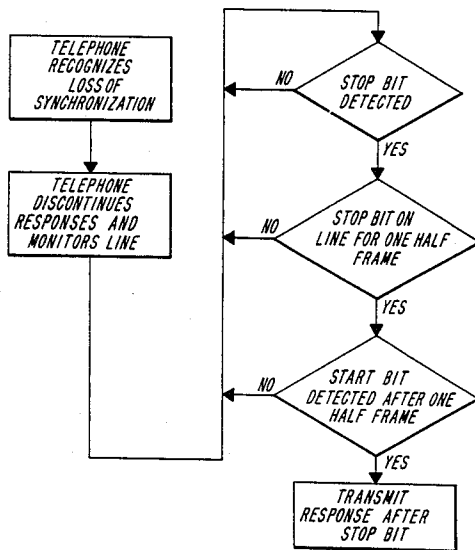 TELEPHONE
RECOGNIZES
LOSS OF
SYNCHRONIZATION
TELEPHONE
DISCONTINUES
RESPONSES AND
MONITORS LINE
NO
STOP BIT
DETECTED
YES
NO
STOP BIT ON
LINE FOR ONE HALF
FRAME
YES
NO
START BIT
DETECTED AFTER ONE
HALF FRAME
YES
TRANSMIT
RESPONSE AFTER
STOP BIT